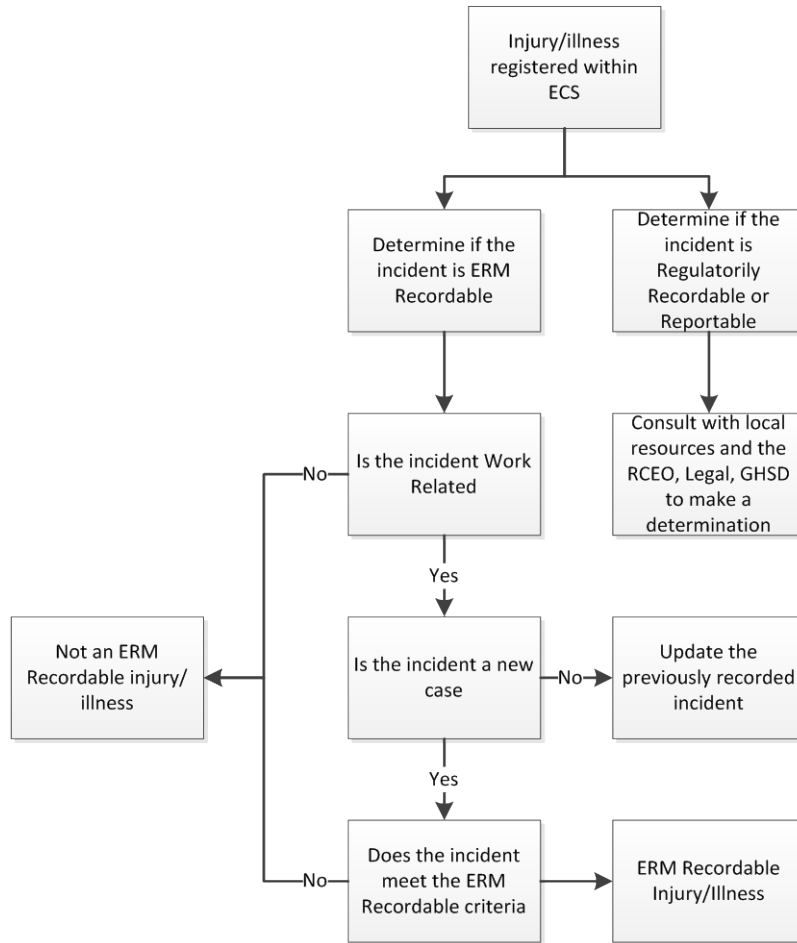 Injury/illness
registered within
ECS
Determine if the
incident is ERM
Recordable
Determine if the
incident is
Regulatorily
Recordable or
Reportable
Is the incident Work
Related
Consult with local
resources and the
RCEO, Legal, GHSD
to make a
determination
No
Yes
Not an ERM
Recordable injury/
illness
Is the incident a new
case
No
Update the
previously recorded
incident
Yes
Does the incident
meet the ERM
Recordable criteria
No
ERM Recordable
Injury/Illness